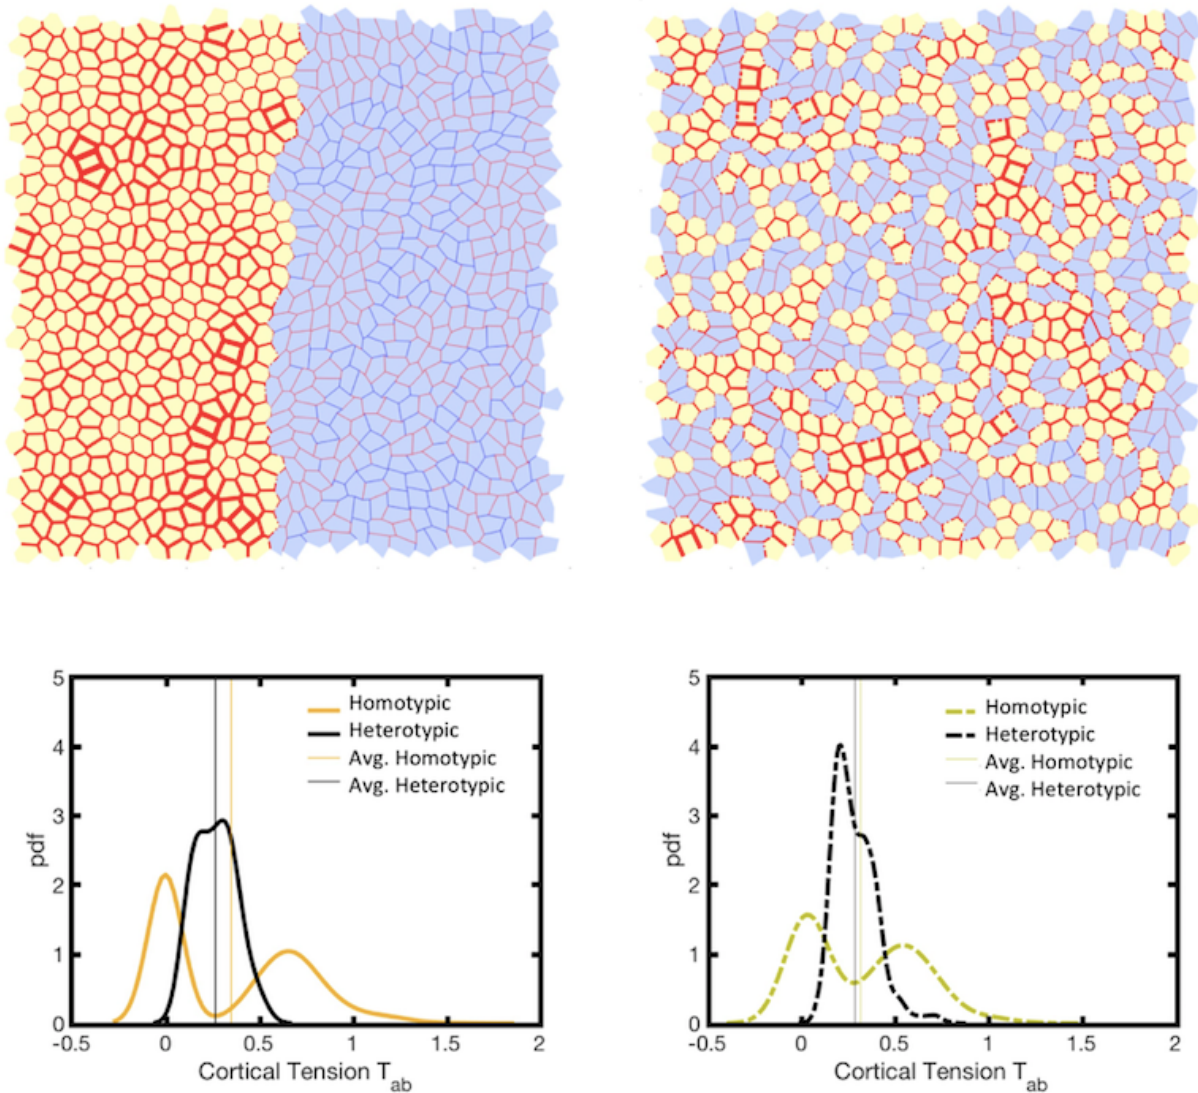 5
4
3
2
1
0
pdf
Homotypic
Heterotypic
Avg. Homotypic
Avg. Heterotypic
-0.5
0
0.5
1
1.5
2
Cortical Tension T_ab
5
4
3
2
1
0
pdf
Homotypic
Heterotypic
Avg. Homotypic
Avg. Heterotypic
-0.5
0
0.5
1
1.5
2
Cortical Tension T_ab